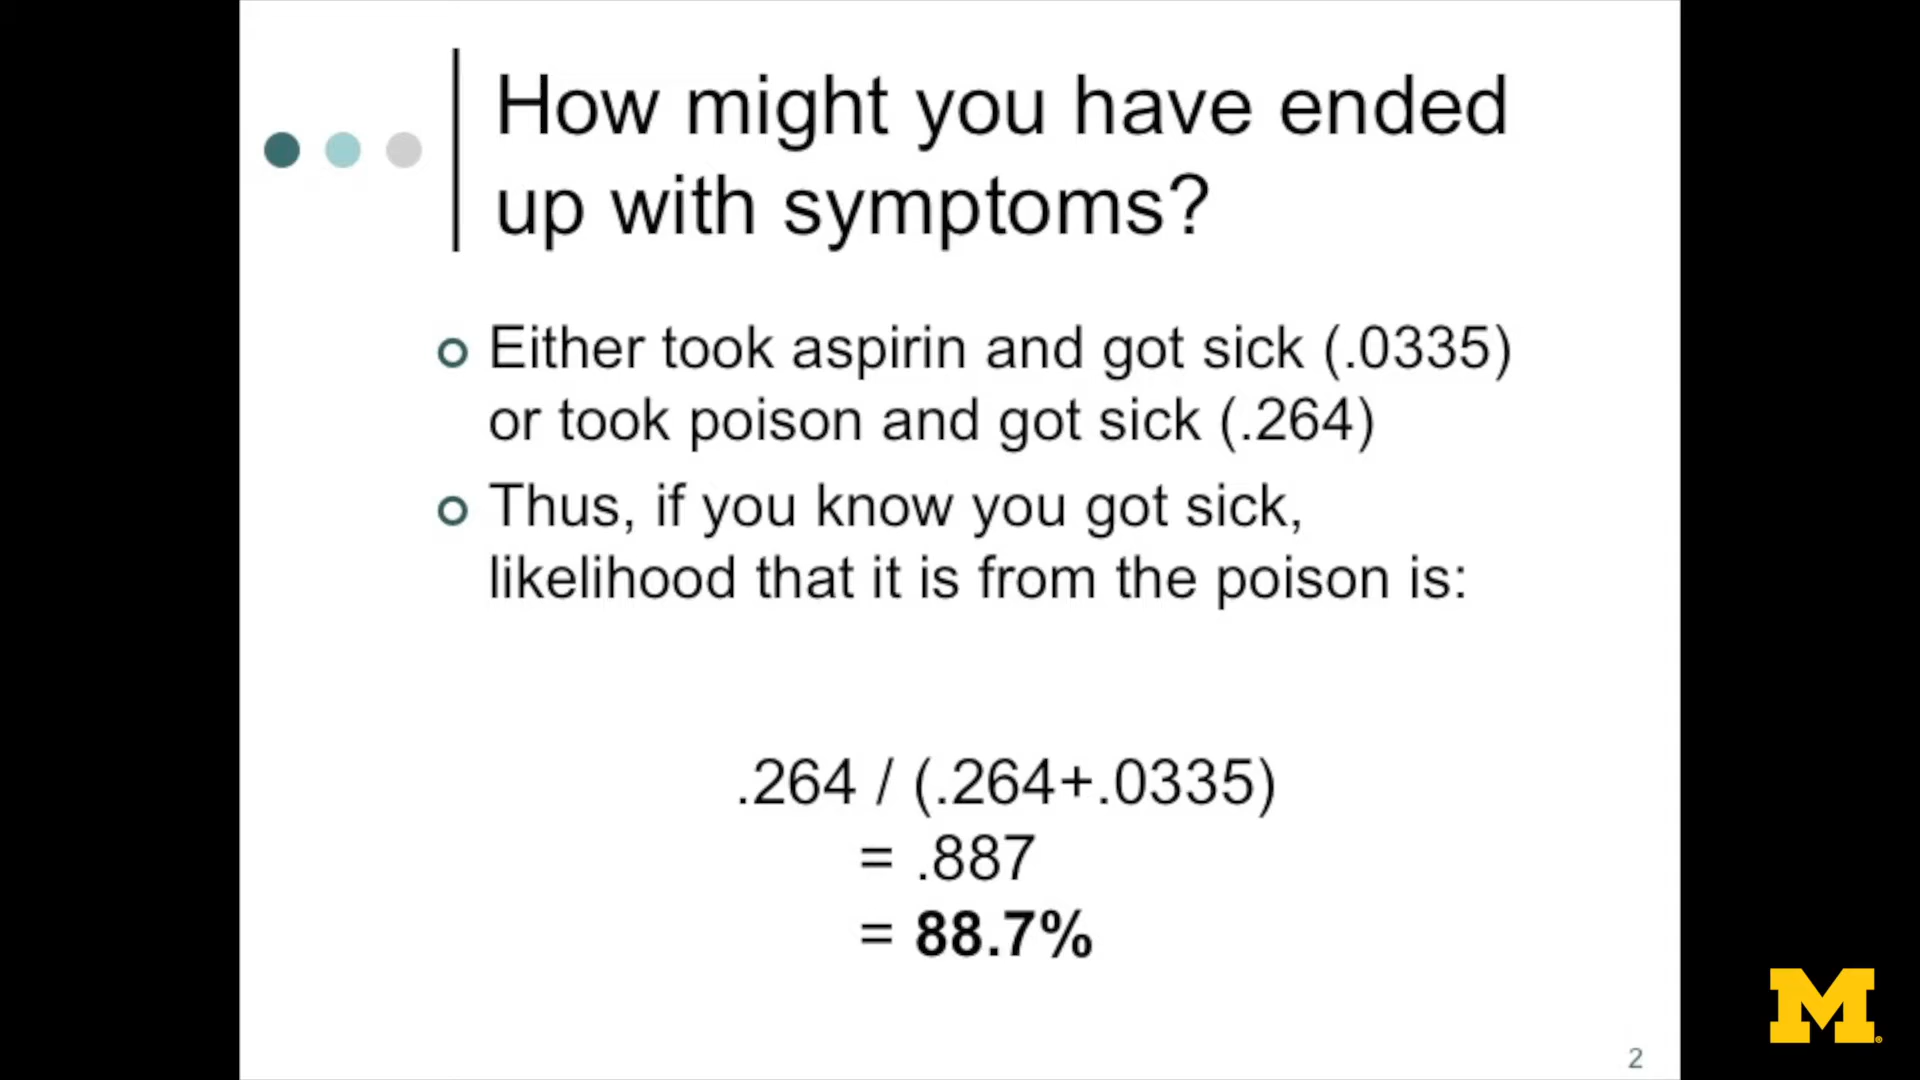 How might you have ended
up with symptoms?
Either took aspirin and got sick (.0335)
or took poison and got sick (.264)
Thus, if you know you got sick,
likelihood that it is from the poison is:
.264 / (.264+.0335)
= .887
= 88.7%
M
2